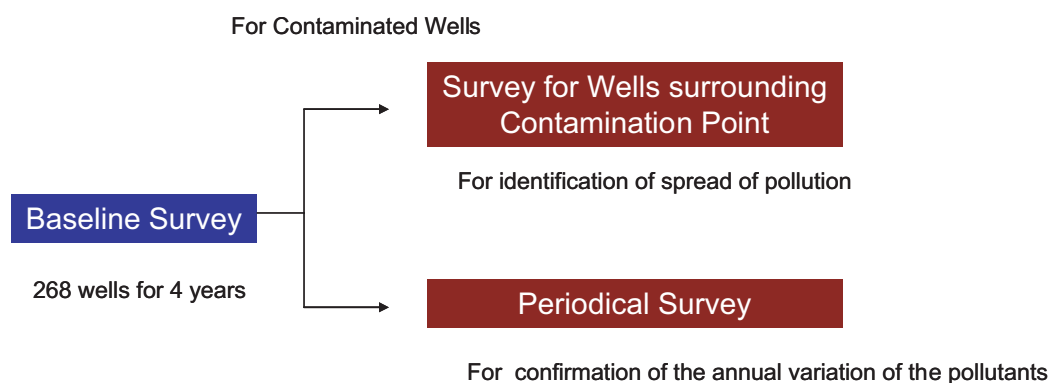 For Contaminated Wells
Survey for Wells surrounding
Contamination Point
For identification of spread of pollution
Baseline Survey
268 wells for 4 years
Periodical Survey
For confirmation of the annual variation of the pollutants